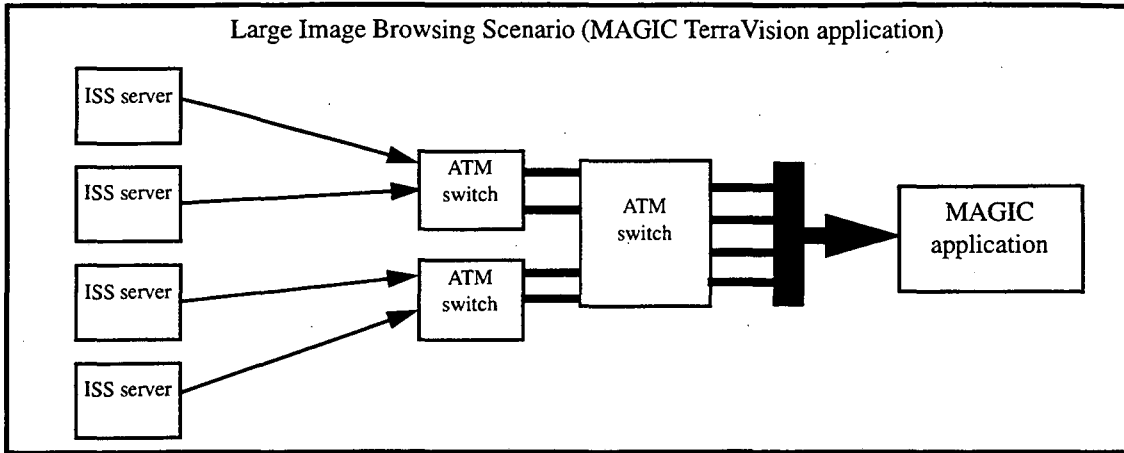 Large Image Browsing Scenario (MAGIC TerraVision application)
ISS server
ISS server
ISS server
ISS server
ATM
switch
ATM
switch
ATM
switch
MAGIC
application